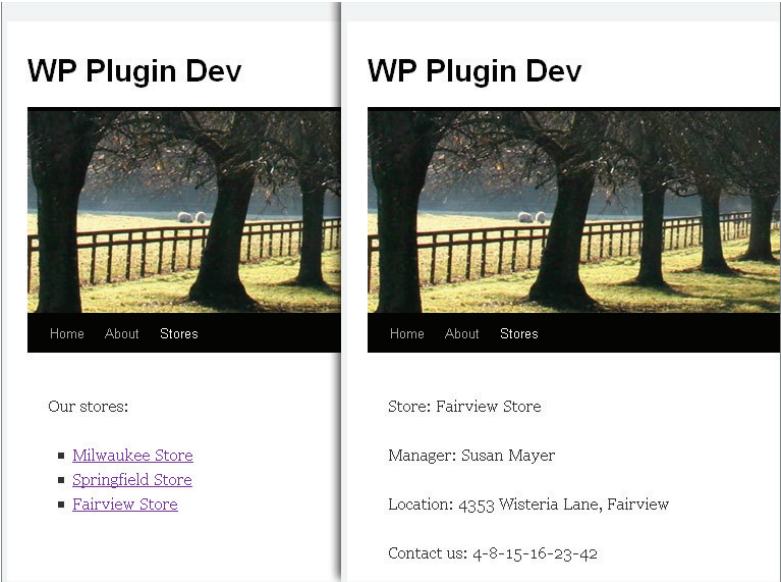 WP Plugin Dev
Home About Stores
Our stores:
Milwaukee Store
Springfield Store
Fairview Store
WP Plugin Dev
Home About Stores
Store: Fairview Store
Manager: Susan Mayer
Location: 4353 Wisteria Lane, Fairview
Contact us: 4-8-15-16-23-42